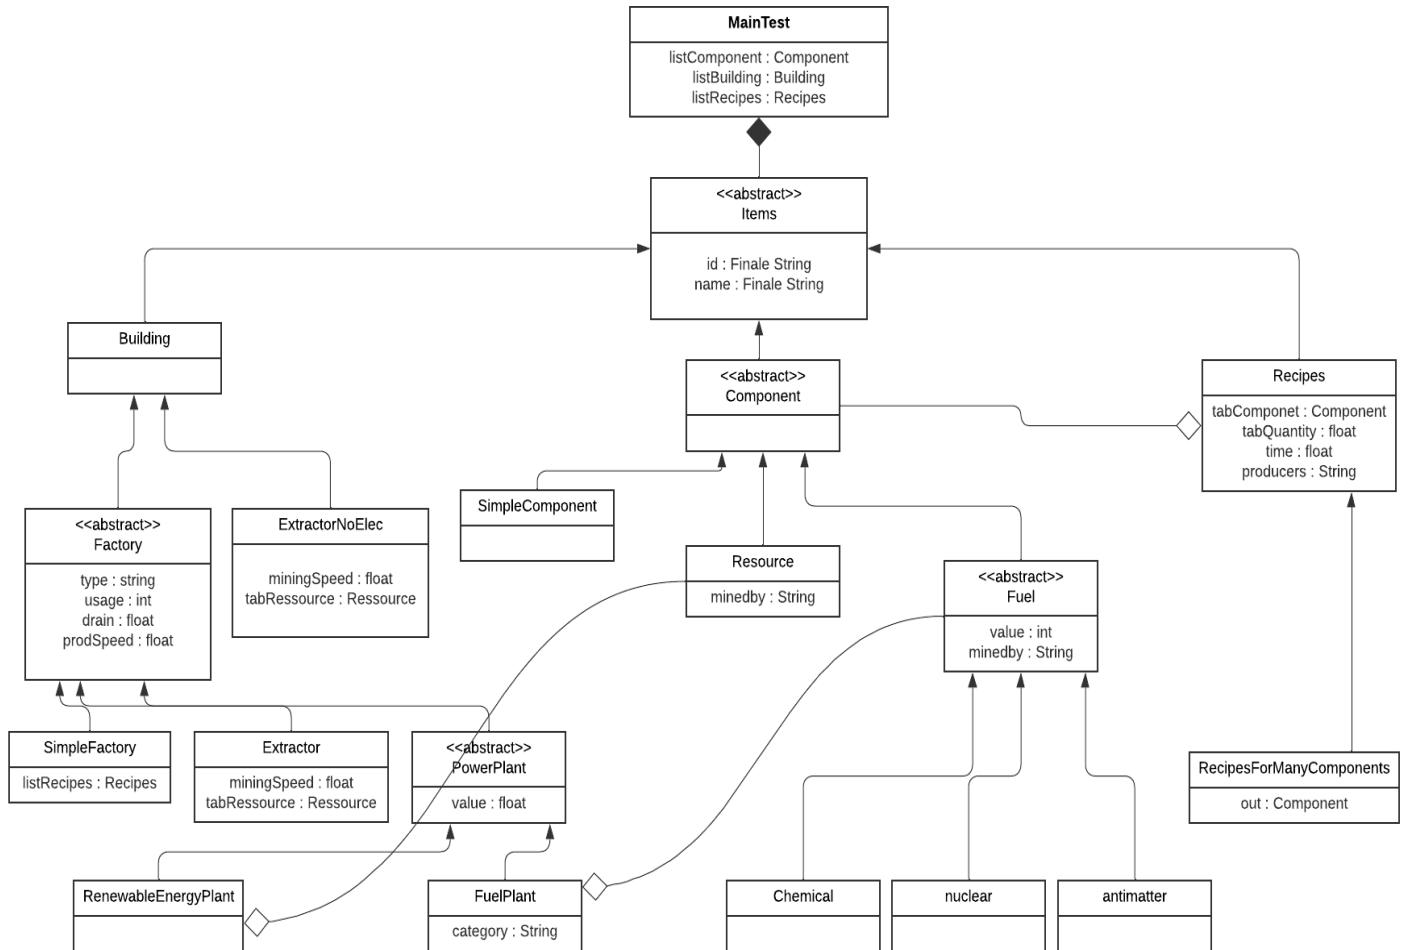 MainTest
listComponent : Component
listBuilding : Building
listRecipes : Recipes
<<abstract>>
Items
id : Finale String
name : Finale String
Building
<<abstract>>
Component
Recipes
tabComponet : Component
tabQuantity : float
time : float
producers : String
<<abstract>>
Factory
type : string
usage : int
drain : float
prodSpeed : float
ExtractorNoElec
miningSpeed : float
tabRessource : Ressource
SimpleComponent
Resource
minedby : String
<<abstract>>
Fuel
value : int
minedby : String
SimpleFactory
listRecipes : Recipes
Extractor
miningSpeed : float
tabRessource : Ressource
<<abstract>>
PowerPlant
value : float
RecipesForManyComponents
out : Component
RenewableEnergyPlant
FuelPlant
category : String
Chemical
nuclear
antimatter